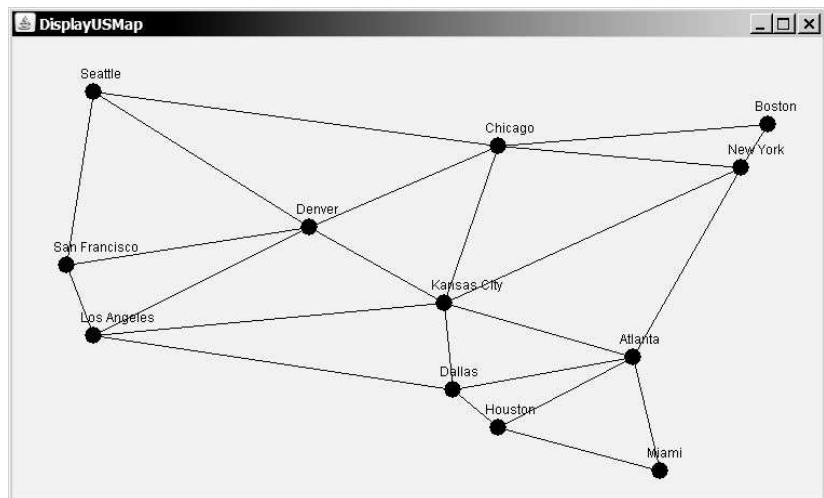 DisplayUSMap
Seattle
Boston
Chicago
New York
Denver
San Francisco
Kansas City
Los Angeles
Atlanta
Dallas
Houston
Miami